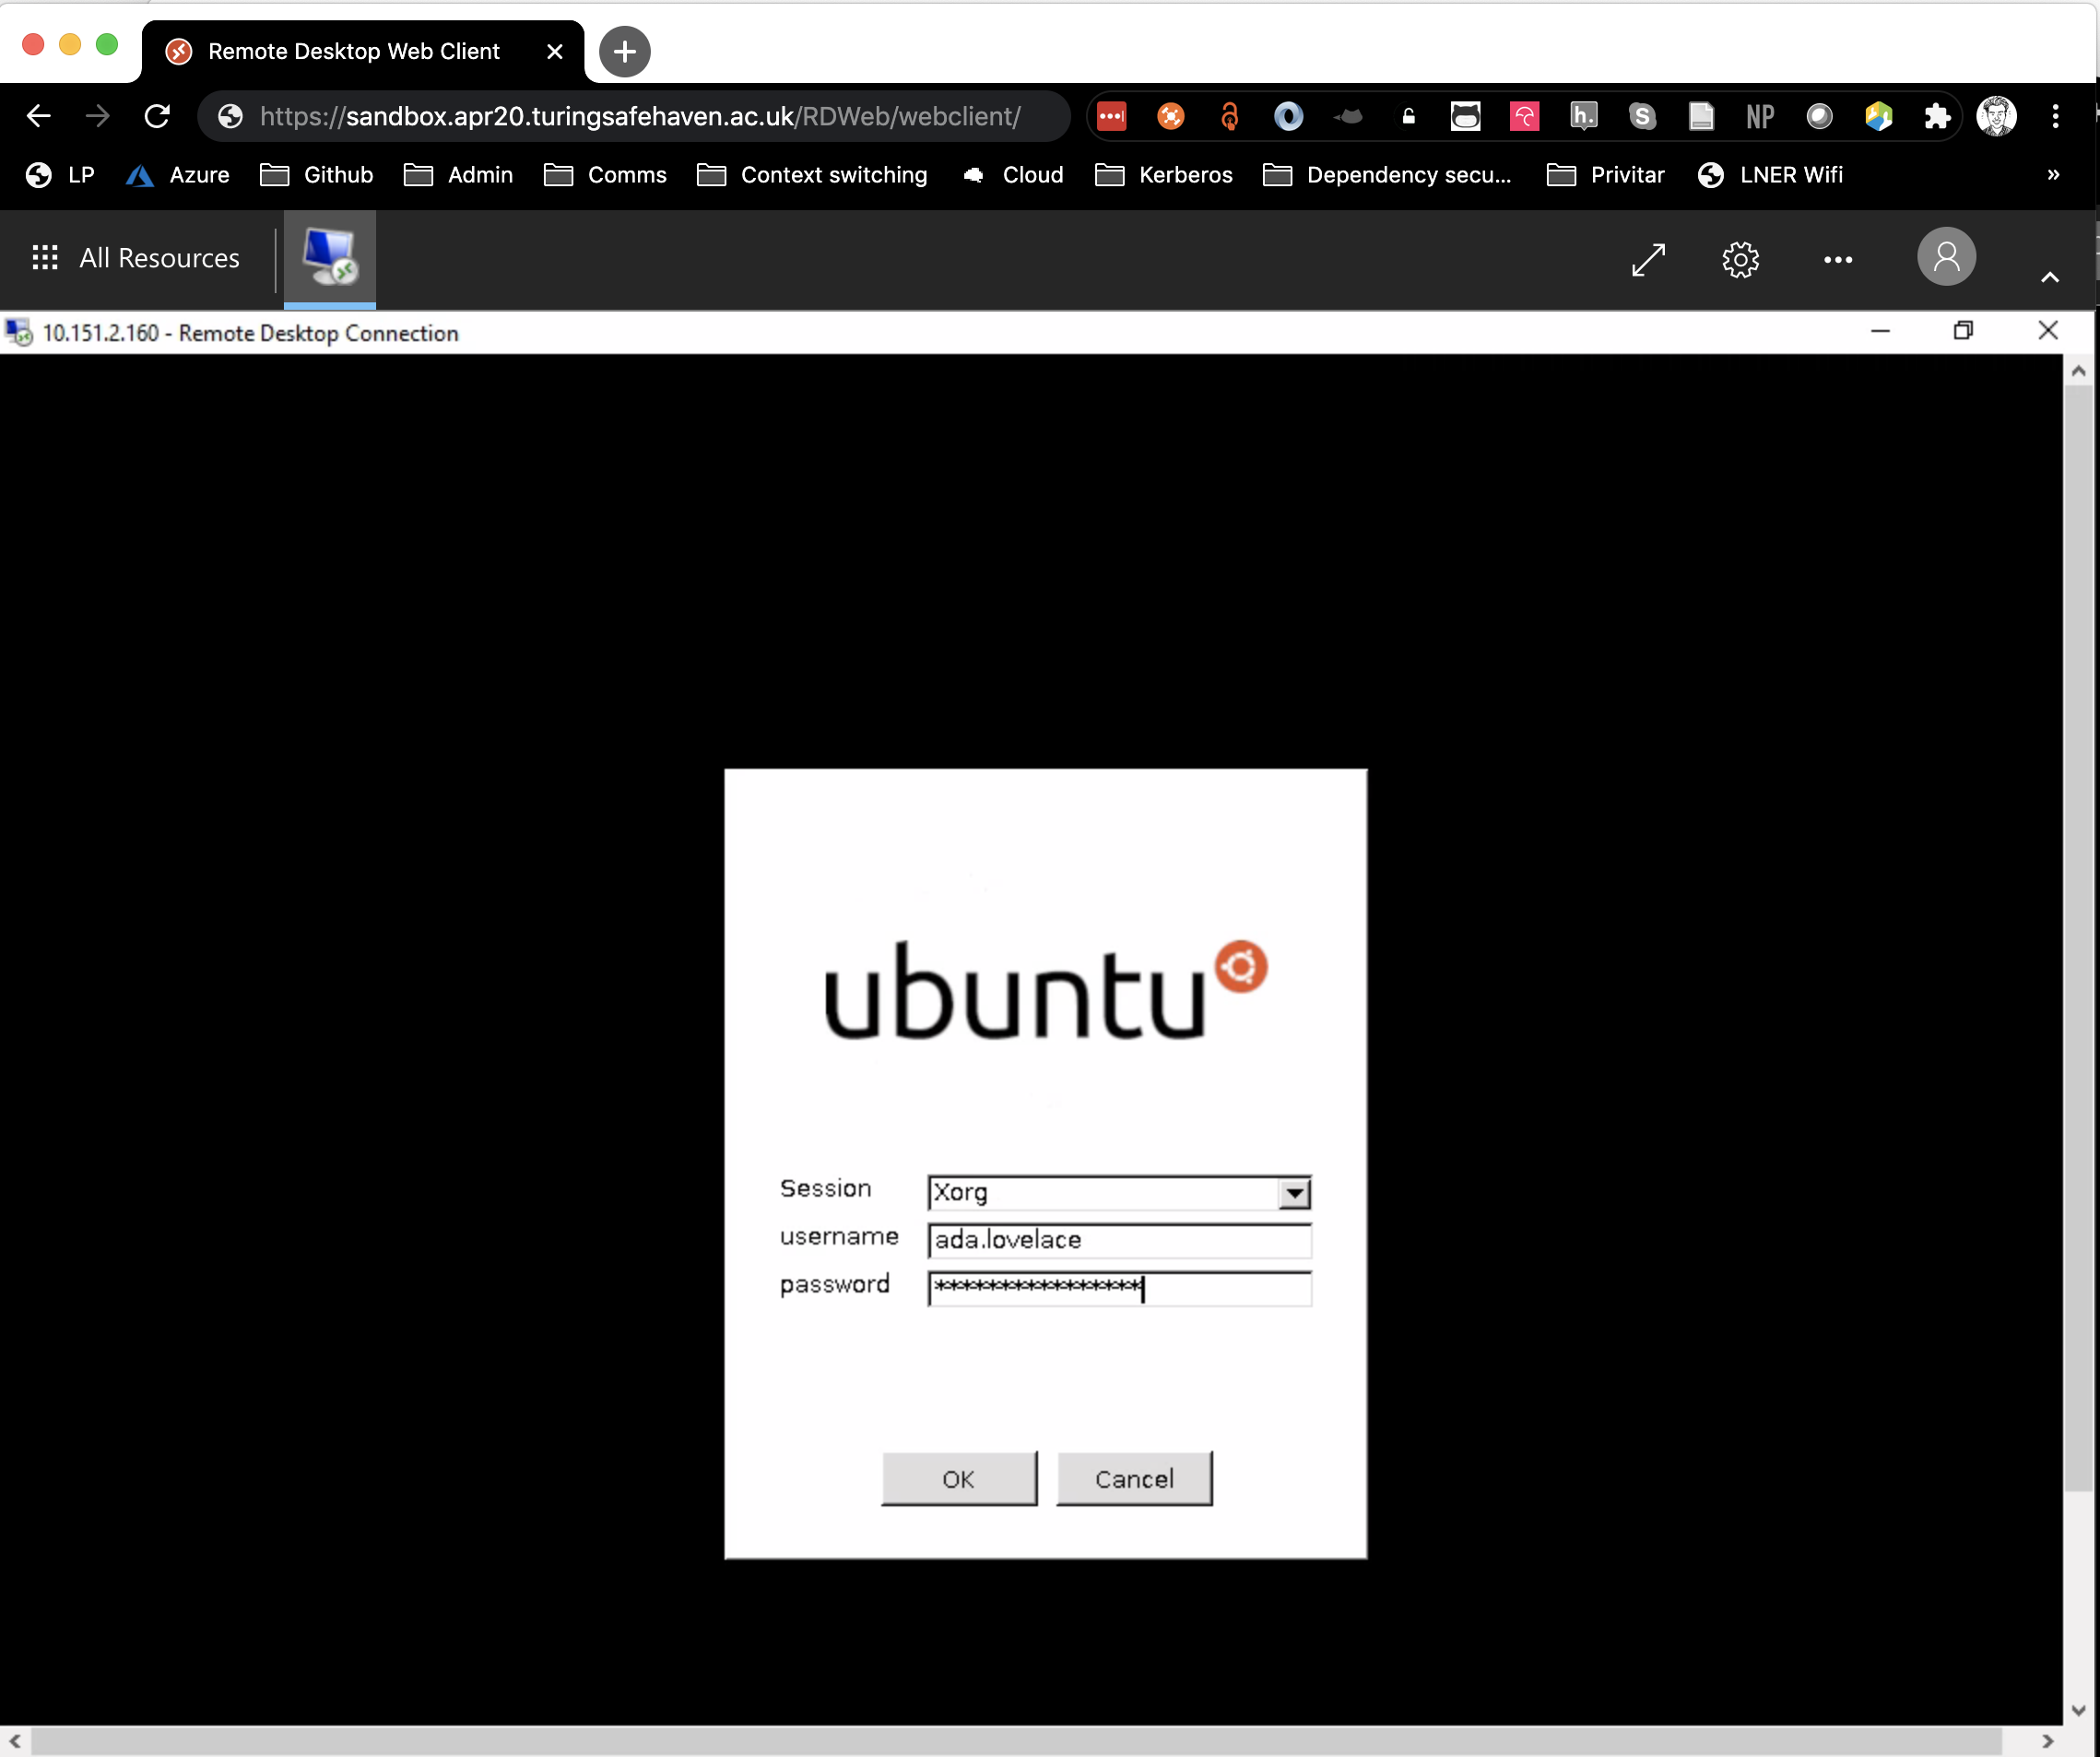 Remote Desktop Web Client
https://sandbox.apr20.turingsafehaven.ac.uk/RDWeb/webclient/
h. S NP
LP Azure Github Admin Comms Context switching Cloud Kerberos Dependency secu... Privitar LNER Wifi »
All Resources
10.151.2.160 - Remote Desktop Connection
ubuntu
Session Xorg
username ada.lovelace
password ****************
OK Cancel